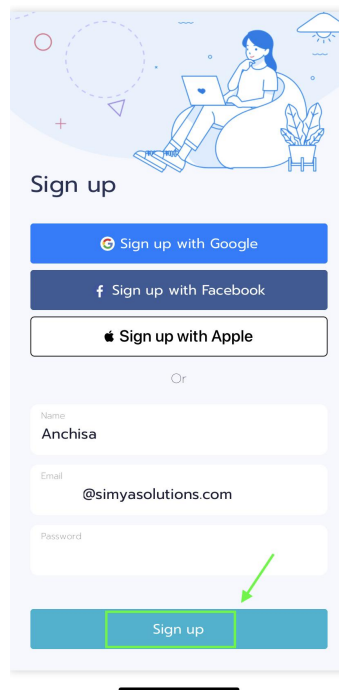 Sign up
Sign up with Google
Sign up with Facebook
Sign up with Apple
Or
Name
Anchisa
Email
@simyasolutions.com
Password
Sign up